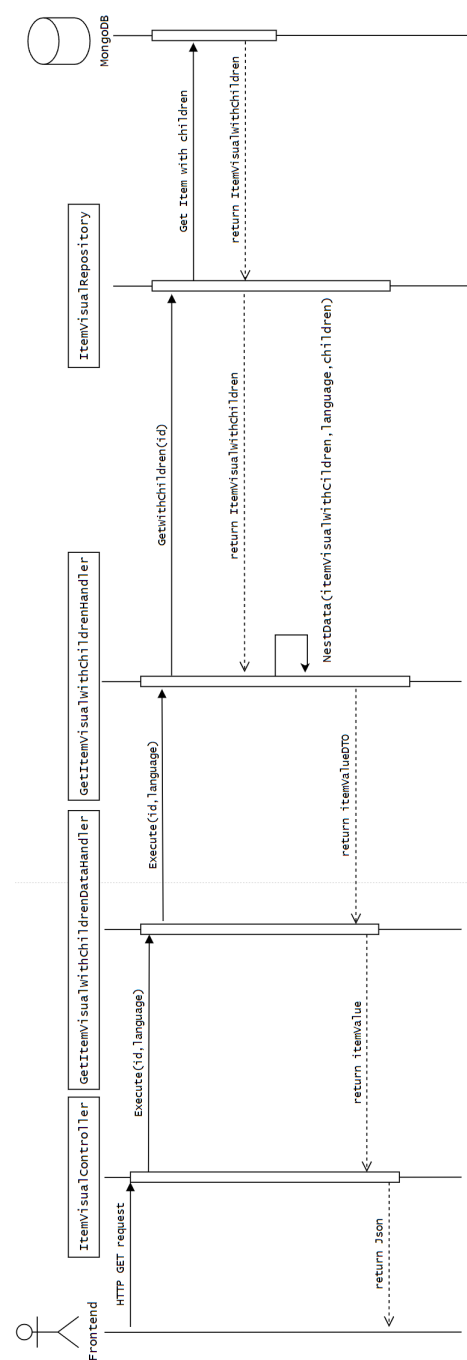 Frontend
ItemVisualController
GetItemVisualWithChildrenDataHandler
GetItemVisualWithChildrenHandler
ItemVisualRepository
MongoDB
HTTP GET request
Execute(id,language)
Execute(id,language)
GetWithChildren(id)
Get Item with children
return ItemVisualWithChildren
return ItemVisualWithChildren
NestData(itemVisualWithCildren,language,children)
return itemValueDTO
return itemValue
return Json